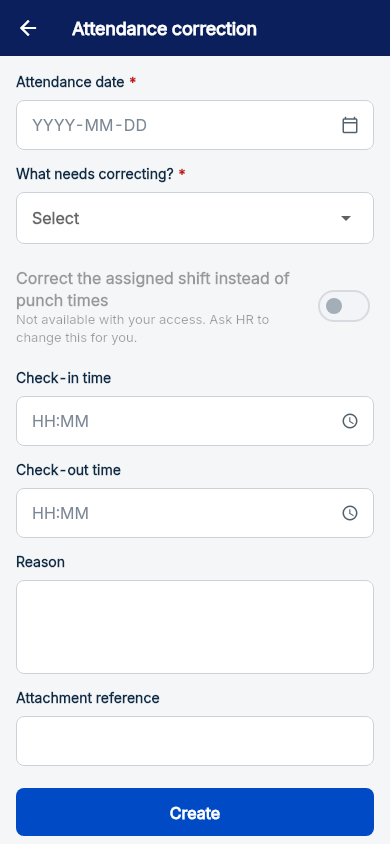 Attendance correction
Attendance date *
YYYY-MM-DD
What needs correcting? *
Select
Correct the assigned shift instead of
punch times
Not available with your access. Ask HR to
change this for you.
Check-in time
HH:MM
Check-out time
HH:MM
Reason
Attachment reference
Create